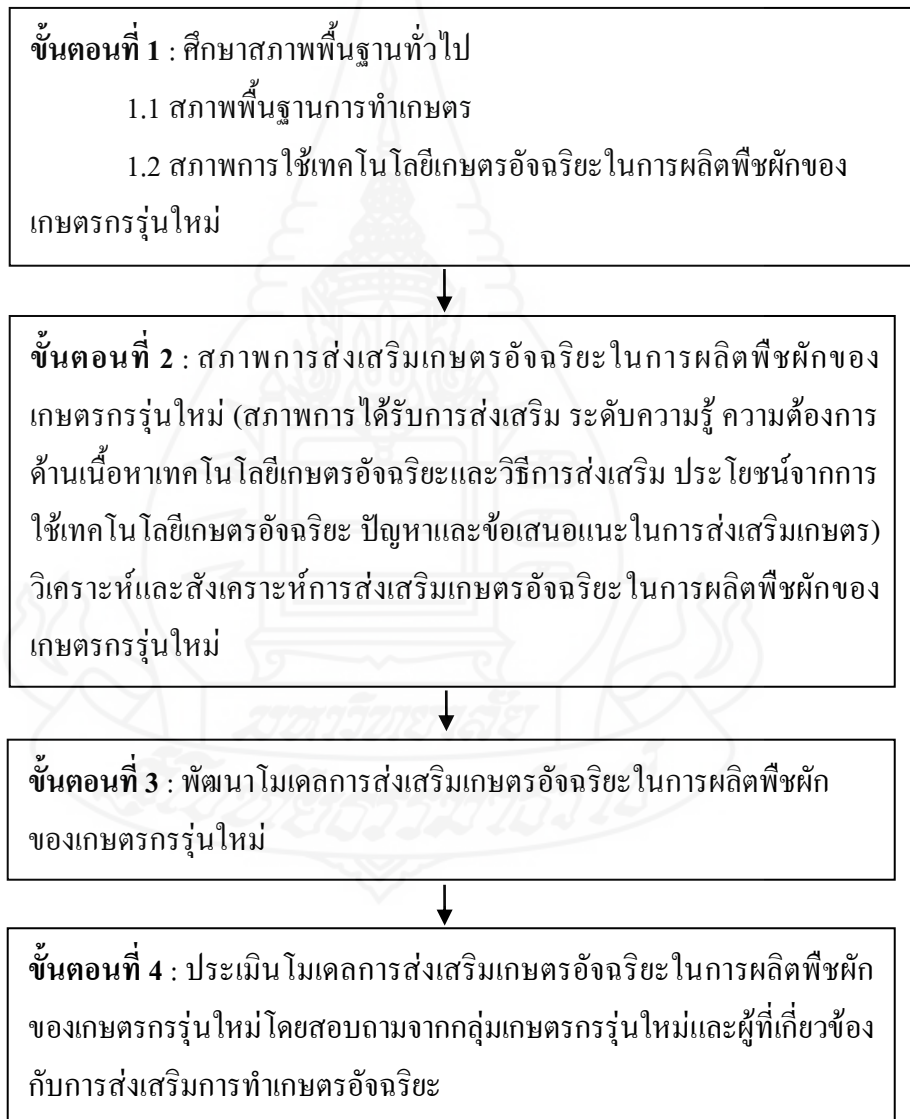 ขั้นตอนที่ 1 : ศึกษาสภาพพื้นฐานทั่วไป
1.1 สภาพพื้นฐานการทำเกษตร
1.2 สภาพการใช้เทคโนโลยีเกษตรอัจฉริยะในการผลิตพืชผักของ
เกษตรกรรุ่นใหม่
ขั้นตอนที่ 2 : สภาพการส่งเสริมเกษตรอัจฉริยะในการผลิตพืชผักของ
เกษตรกรรุ่นใหม่ (สภาพการได้รับการส่งเสริม ระดับความรู้ ความต้องการ
ด้านเนื้อหาเทคโนโลยีเกษตรอัจฉริยะและวิธีการส่งเสริม ประโยชน์จากการ
ใช้เทคโนโลยีเกษตรอัจฉริยะ ปัญหาและข้อเสนอแนะในการส่งเสริมเกษตร)
วิเคราะห์และสังเคราะห์การส่งเสริมเกษตรอัจฉริยะในการผลิตพืชผักของ
เกษตรกรรุ่นใหม่
มหาวิทยาลัย
ขั้นตอนที่ 3 : พัฒนาโมเดลการส่งเสริมเกษตรอัจฉริยะในการผลิตพืชผัก
ของเกษตรกรรุ่นใหม่
สุโขทัยธรรมาธิราช
ขั้นตอนที่ 4 : ประเมินโมเดลการส่งเสริมเกษตรอัจฉริยะในการผลิตพืชผัก
ของเกษตรกรรุ่นใหม่โดยสอบถามจากกลุ่มเกษตรกรรุ่นใหม่และผู้ที่เกี่ยวข้อง
กับการส่งเสริมการทำเกษตรอัจฉริยะ